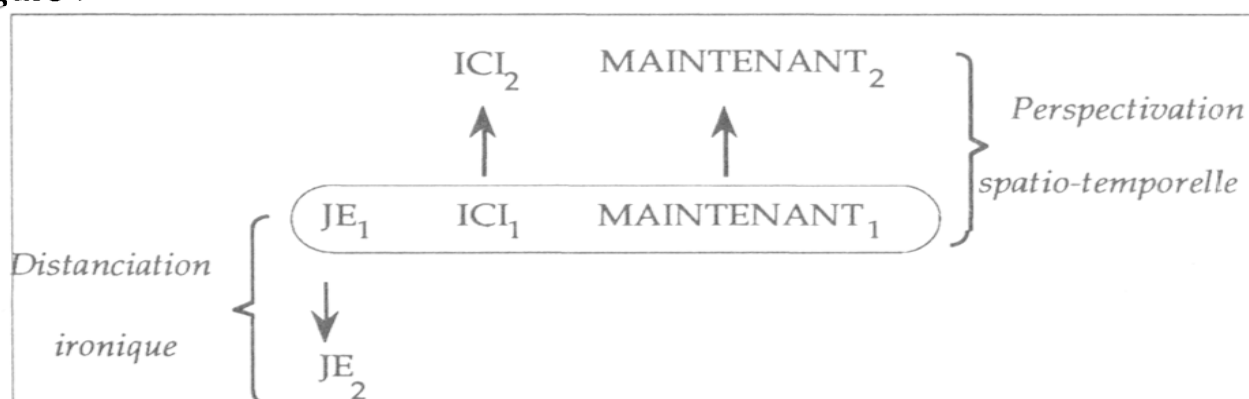 ICI₂ MAINTENANT₂
Perspectivation
spatio-temporelle
JE₁ ICI₁ MAINTENANT₁
Distanciation
ironique
JE₂